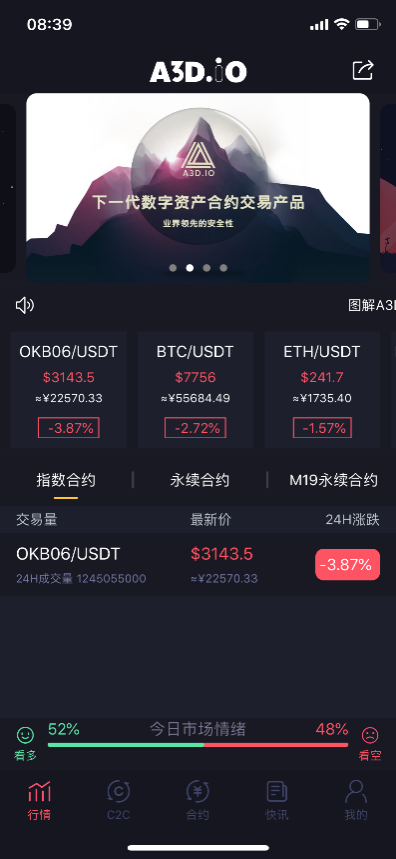 08:39
A3D.iO
A3D.IO
下一代数字资产合约交易产品
业界领先的安全性
图解A3
OKB06/USDT
BTC/USDT
ETH/USDT
$3143.5
$7756
$241.7
≈¥22570.33
≈¥55684.49
≈¥1735.40
-3.87%
-2.72%
-1.57%
指数合约
永续合约
M19永续合约
交易量
最新价
24H涨跌
OKB06/USDT
$3143.5
-3.87%
24H成交量 1245055000
≈¥22570.33
52%
今日市场情绪
48%
看多
看空
行情
C2C
合约
快讯
我的